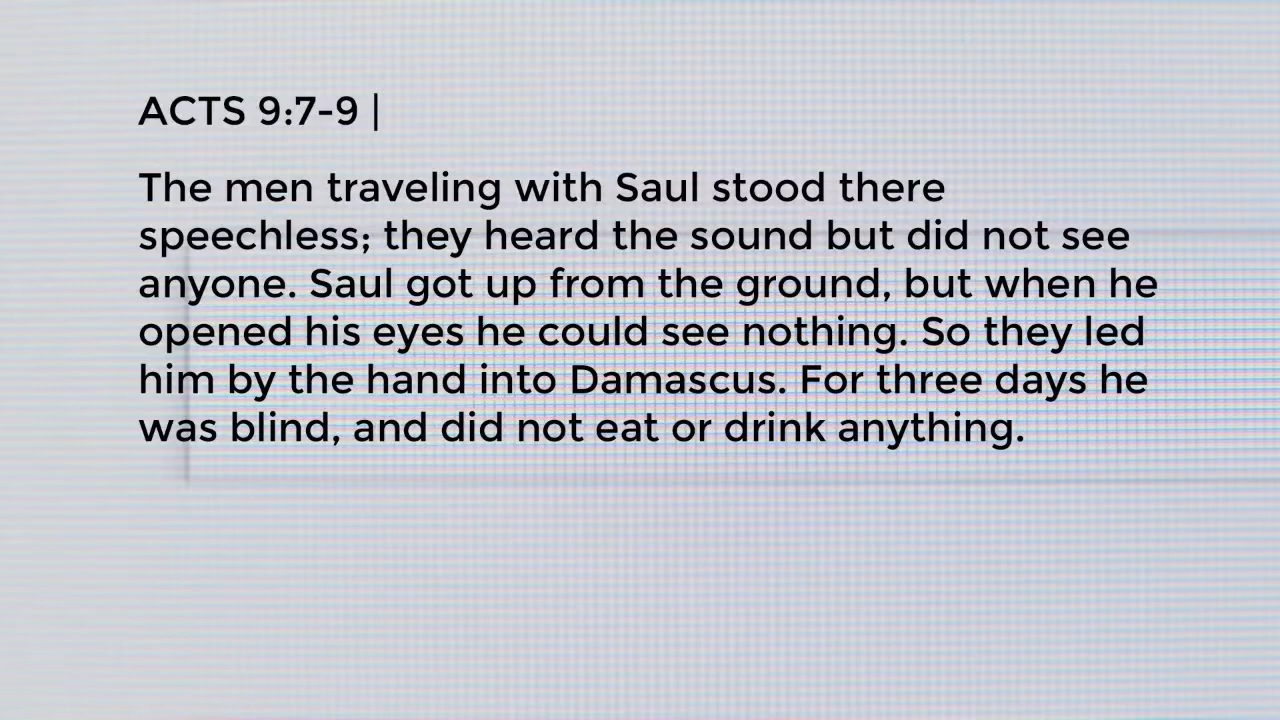 ACTS 9:7-9 |
The men traveling with Saul stood there
speechless; they heard the sound but did not see
anyone. Saul got up from the ground, but when he
opened his eyes he could see nothing. So they led
him by the hand into Damascus. For three days he
was blind, and did not eat or drink anything.